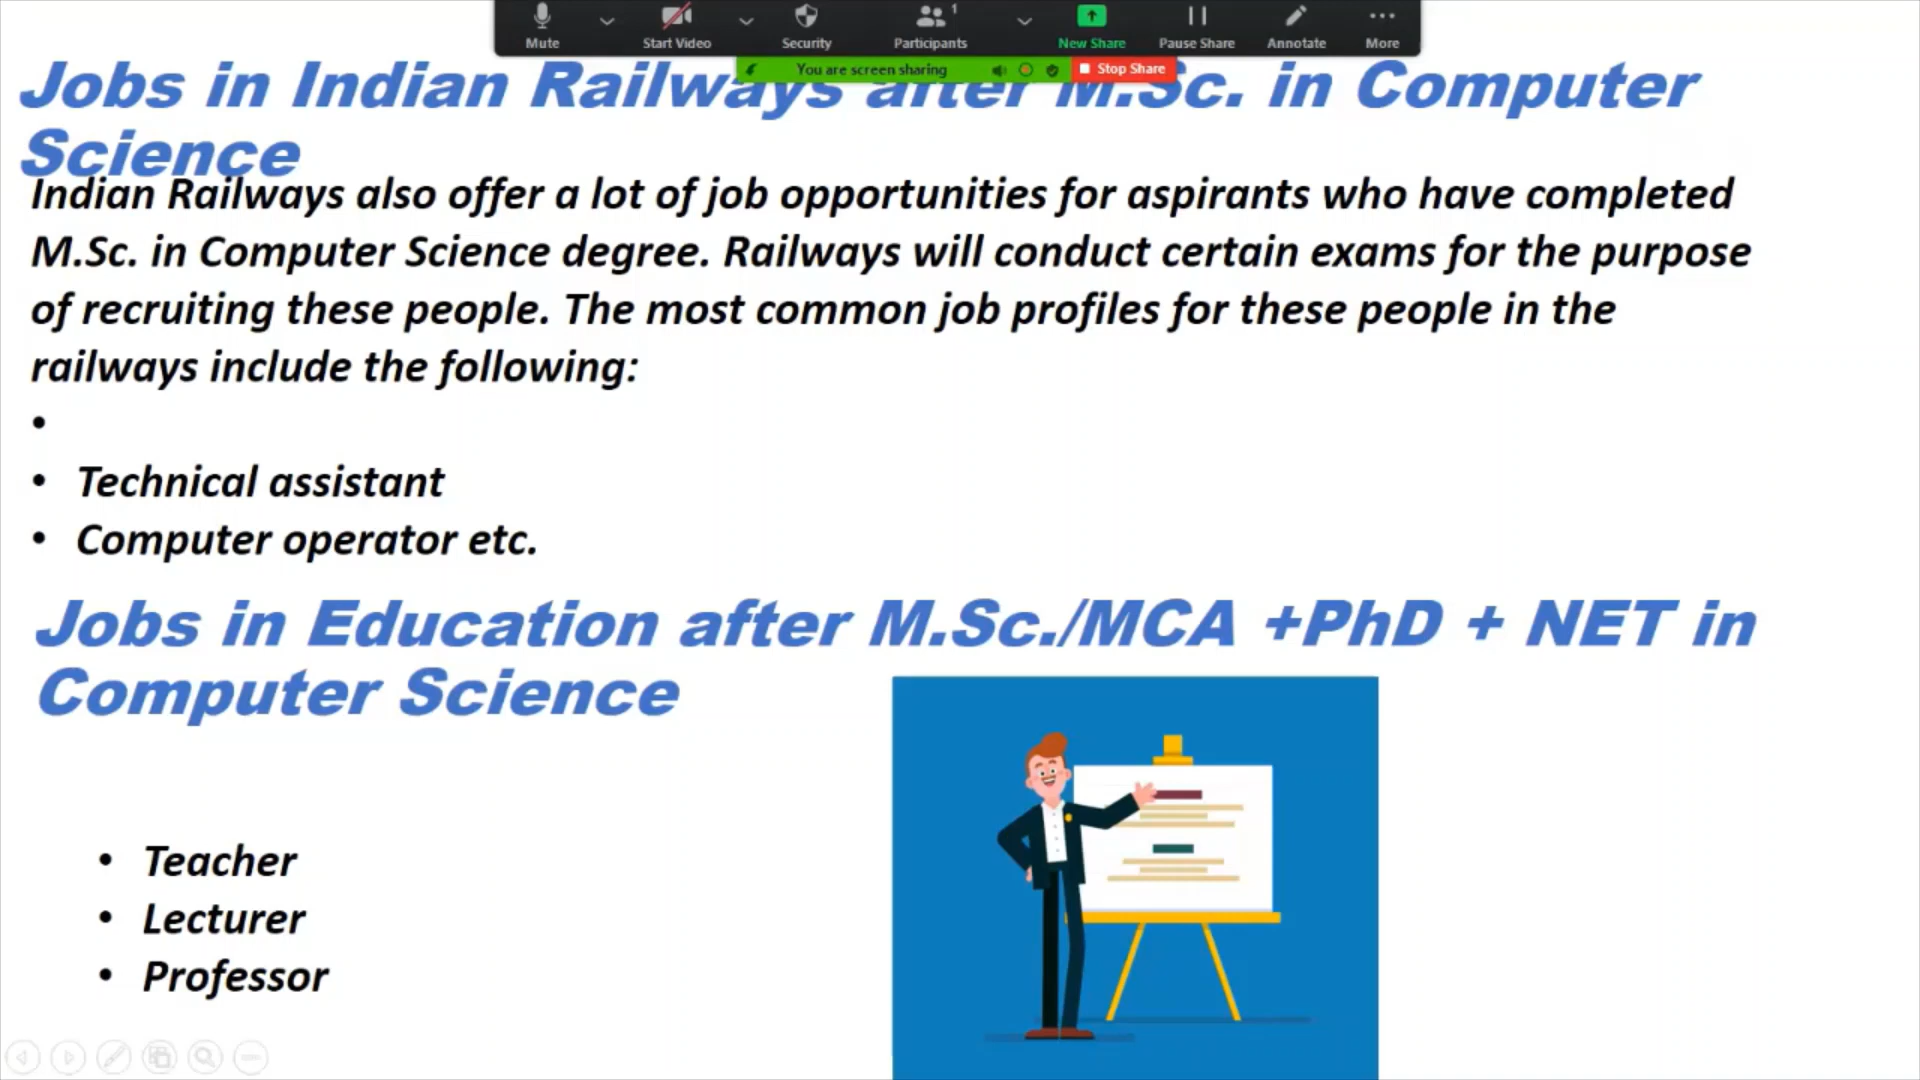 Mute
Start Video
Security
Participants
1
New Share
Pause Share
Annotate
More
You are screen sharing
Stop Share
Jobs in Indian Railways after M.Sc. in Computer
Science
Indian Railways also offer a lot of job opportunities for aspirants who have completed
M.Sc. in Computer Science degree. Railways will conduct certain exams for the purpose
of recruiting these people. The most common job profiles for these people in the
railways include the following:
•
• Technical assistant
• Computer operator etc.
Jobs in Education after M.Sc./MCA +PhD + NET in
Computer Science
• Teacher
• Lecturer
• Professor